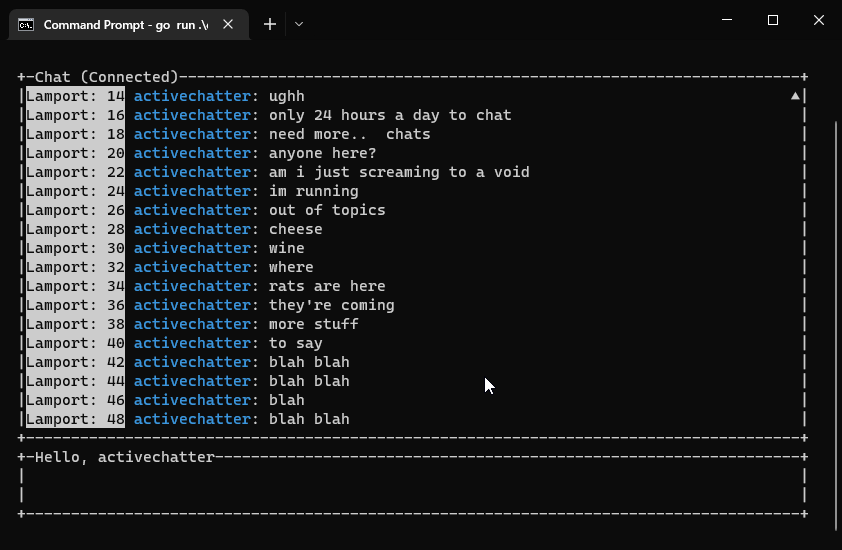 Command Prompt - go run .\
Chat (Connected)
Lamport: 14 activechatter: ughh
Lamport: 16 activechatter: only 24 hours a day to chat
Lamport: 18 activechatter: need more..  chats
Lamport: 20 activechatter: anyone here?
Lamport: 22 activechatter: am i just screaming to a void
Lamport: 24 activechatter: im running
Lamport: 26 activechatter: out of topics
Lamport: 28 activechatter: cheese
Lamport: 30 activechatter: wine
Lamport: 32 activechatter: where
Lamport: 34 activechatter: rats are here
Lamport: 36 activechatter: they're coming
Lamport: 38 activechatter: more stuff
Lamport: 40 activechatter: to say
Lamport: 42 activechatter: blah blah
Lamport: 44 activechatter: blah blah
Lamport: 46 activechatter: blah
Lamport: 48 activechatter: blah blah
Hello, activechatter